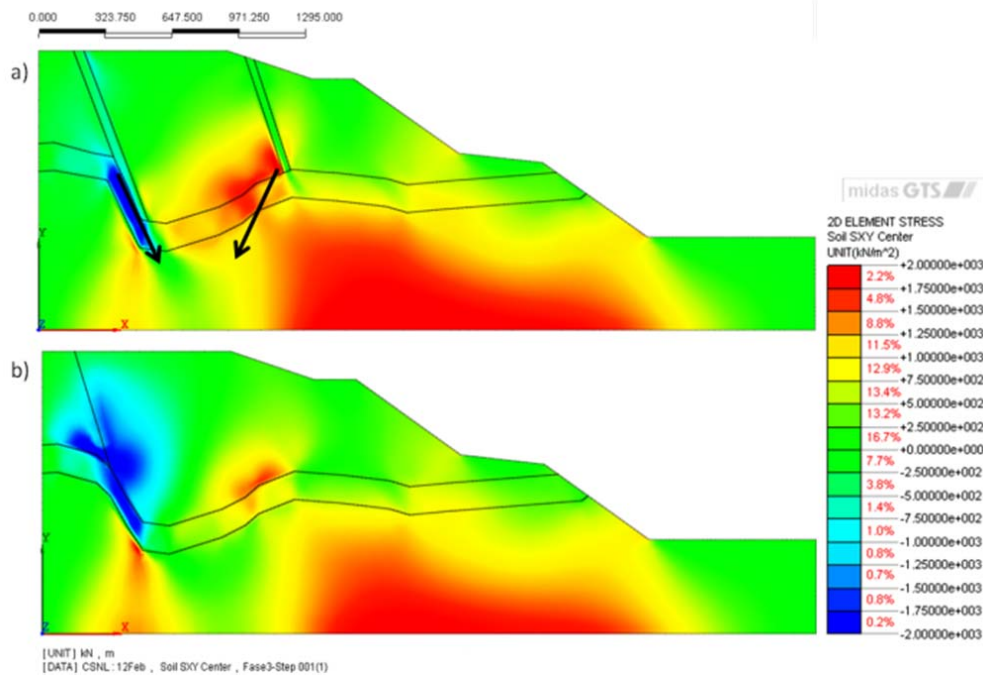 0.000 323.750 647.500 971.250 1295.000
a)
Y
Z X
b)
Y
Z X
midas GTS
2D ELEMENT STRESS
Soil SXY Center
UNIT(kN/m^2)
+2.00000e+003
2.2%
+1.75000e+003
4.8%
+1.50000e+003
8.8%
+1.25000e+003
11.5%
+1.00000e+003
12.9%
+7.50000e+002
13.4%
+5.00000e+002
13.2%
+2.50000e+002
16.7%
+0.00000e+000
7.7%
-2.50000e+002
3.8%
-5.00000e+002
1.4%
-7.50000e+002
1.0%
-1.00000e+003
0.8%
-1.25000e+003
0.7%
-1.50000e+003
0.8%
-1.75000e+003
0.2%
-2.00000e+003
[UNIT] kN , m
[DATA] CSNL : 12Feb , Soil SXY Center , Fase3-Step 001(1)